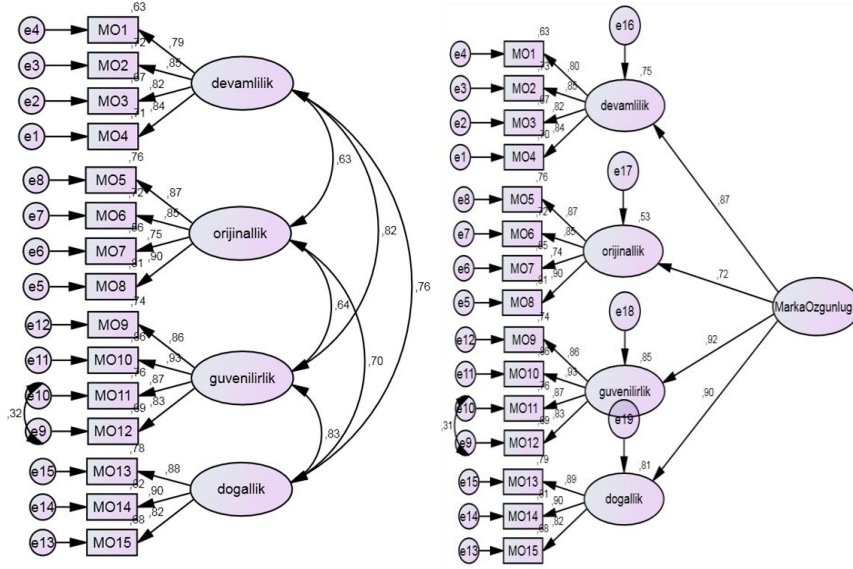 ,63
e4 MO1 ,79
,72
e3 MO2 ,85
,67
e2 MO3 ,82
,71
e1 MO4 ,84
devamlilik
,76
e8 MO5 ,87
,72
e7 MO6 ,85
e6 MO7 ,75
,81
e5 MO8 ,90
orijinallik
,74
e12 MO9 ,86
,86
e11 MO10 ,93
,76
e10 MO11 ,87
,69
e9 MO12 ,83
,32
guvenilirlik
,78
e15 MO13 ,88
e14 MO14 ,90
e13 MO15 ,82
dogallik
,63
,82
,76
,64
,70
,83
e16
,63
e4 MO1 ,80
e3 MO2 ,85
,67
e2 MO3 ,82
,70
e1 MO4 ,84
devamlilik ,75
e17
,76
e8 MO5 ,87
,72
e7 MO6 ,85
e6 MO7 ,74
,81
e5 MO8 ,90
orijinallik ,53
e18
,74
e12 MO9 ,86
,86
e11 MO10 ,93
,76
e10 MO11 ,87
,69
e9 MO12 ,83
,31
guvenilirlik ,85
e19
,79
e15 MO13 ,89
,81
e14 MO14 ,90
,68
e13 MO15 ,82
dogallik ,81
,87
,72
,92
,90
MarkaOzgunlug